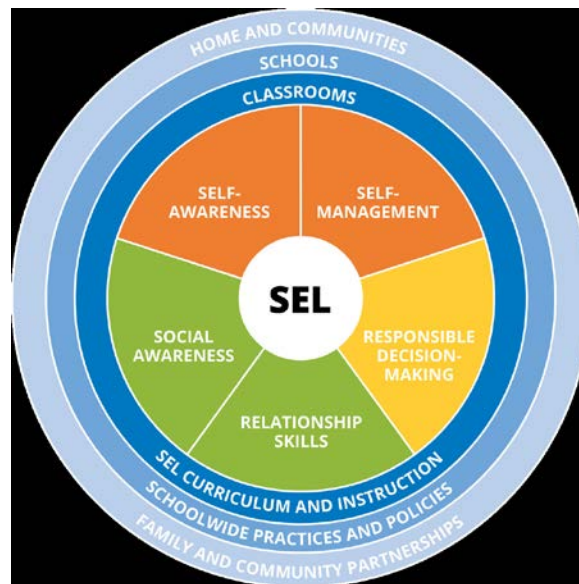 HOME AND COMMUNITIES
SCHOOLS
CLASSROOMS
SELF-
AWARENESS
SELF-
MANAGEMENT
SEL
SOCIAL
AWARENESS
RESPONSIBLE
DECISION-
MAKING
RELATIONSHIP
SKILLS
SEL CURRICULUM AND INSTRUCTION
SCHOOLWIDE PRACTICES AND POLICIES
FAMILY AND COMMUNITY PARTNERSHIPS